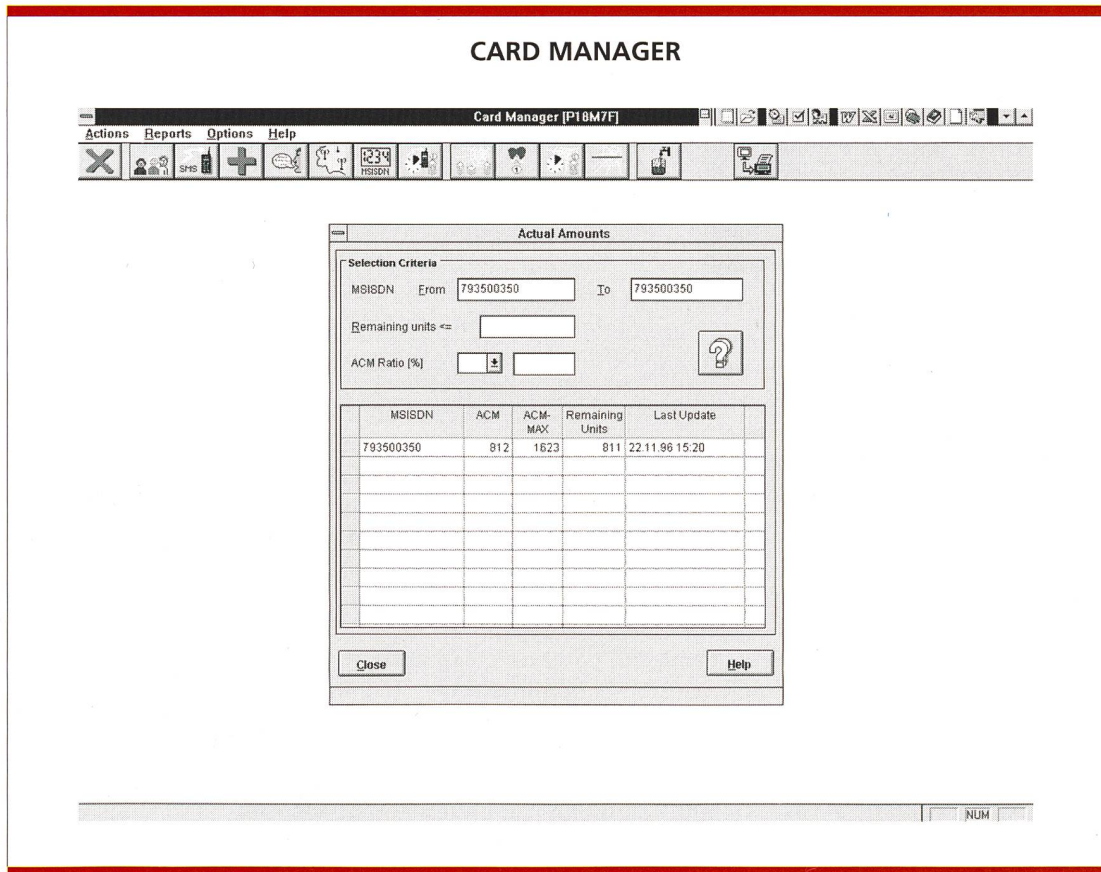 CARD MANAGER
Card Manager [P18M7F]
Actions Reports Options Help
SMS
1234
MSISDN
1
Actual Amounts
Selection Criteria
MSISDN From 793500350 To 793500350
Remaining units <=
ACM Ratio [%]
MSISDN ACM ACM-MAX Remaining Units Last Update
793500350 812 1623 811 22.11.96 15:20
Close Help
NUM